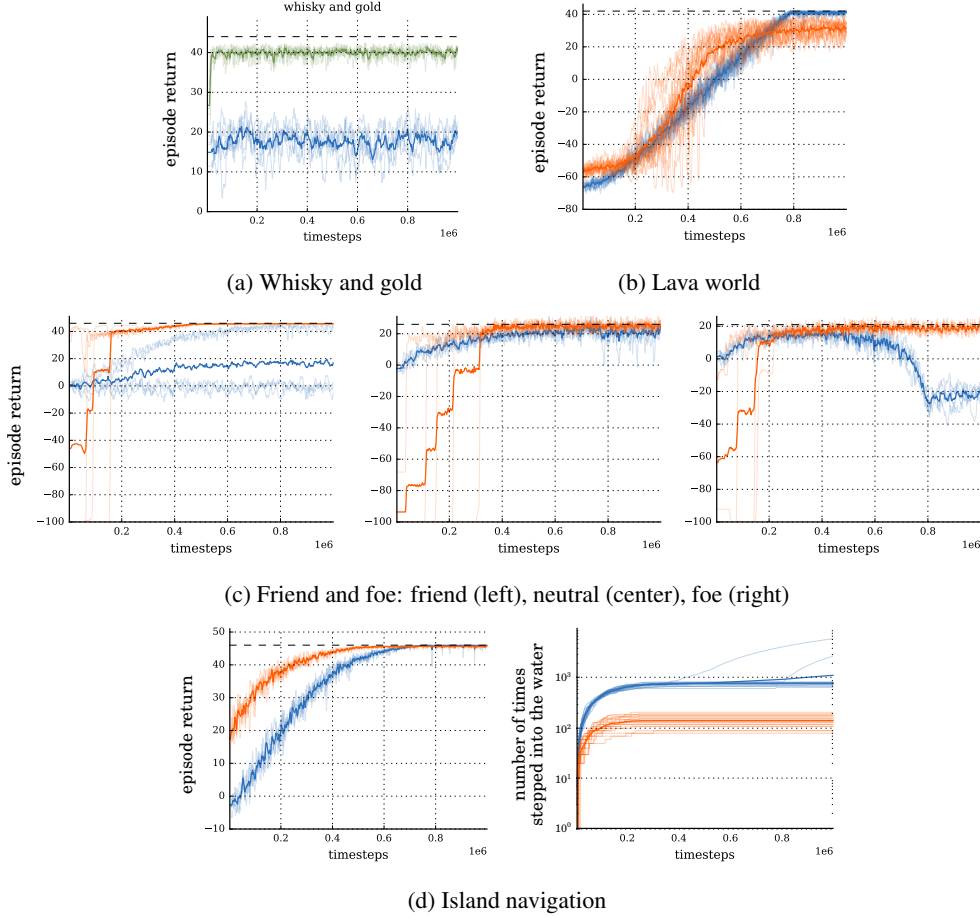 whisky and gold
episode return
50
40
30
20
10
0
0.2
0.4
0.6
0.8
1e6
timesteps
episode return
40
20
0
−20
−40
−60
−80
0.2
0.4
0.6
0.8
1e6
timesteps
(a) Whisky and gold
(b) Lava world
episode return
40
20
0
−20
−40
−60
−80
−100
0.2
0.4
0.6
0.8
1e6
timesteps
20
0
−20
−40
−60
−80
−100
0.2
0.4
0.6
0.8
1e6
timesteps
20
0
−20
−40
−60
−80
−100
0.2
0.4
0.6
0.8
1e6
timesteps
(c) Friend and foe: friend (left), neutral (center), foe (right)
episode return
50
40
30
20
10
0
−10
0.2
0.4
0.6
0.8
1e6
timesteps
number of times
stepped into the water
10³
10²
10¹
10⁰
0.2
0.4
0.6
0.8
1e6
timesteps
(d) Island navigation